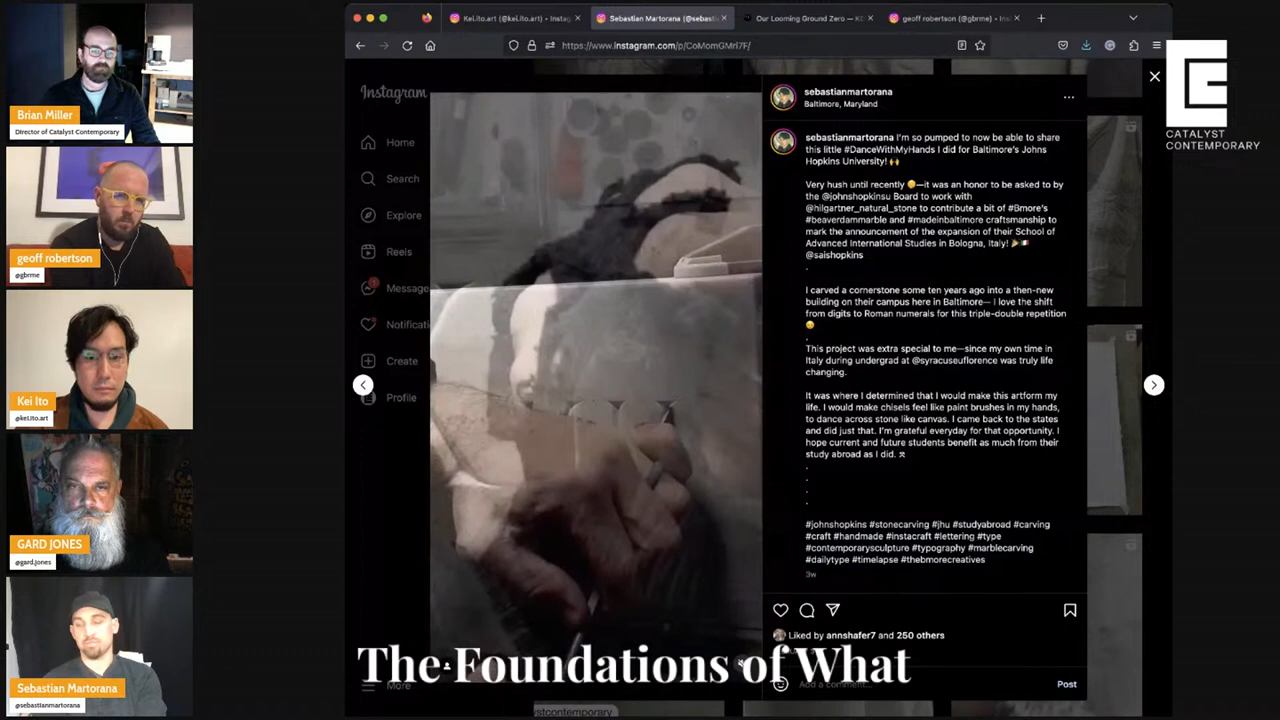 Brian Miller
Director of Catalyst Contemporary
geoff robertson
@gbrme
Kei Ito
@kei.ito.art
GARD JONES
@gard.jones
Sebastian Martorana
@sebastianmartorana
Kei.ito.art (@kei.ito.art) • Instag
Sebastian Martorana (@sebasti
Our Looming Ground Zero — KE
geoff robertson (@gbrme) • Ins
https://www.instagram.com/p/CoMomGMrl7F/
CATALYST
CONTEMPORARY
Instagram
Home
Search
Explore
Reels
Message
Notificati
Create
Profile
More
sebastianmartorana
Baltimore, Maryland
sebastianmartorana I'm so pumped to now be able to share
this little #DanceWithMyHands I did for Baltimore's Johns
Hopkins University! 🙌
Very hush until recently 🤫—it was an honor to be asked to by
the @johnshopkinsu Board to work with
@hilgartner_natural_stone to contribute a bit of #Bmore's
#beaverdammarble and #madeinbaltimore craftsmanship to
mark the announcement of the expansion of their School of
Advanced International Studies in Bologna, Italy! 🎉🇮🇹
@saishopkins
.
I carved a cornerstone some ten years ago into a then-new
building on their campus here in Baltimore— I love the shift
from digits to Roman numerals for this triple-double repetition
.
This project was extra special to me—since my own time in
Italy during undergrad at @syracuseuflorence was truly life
changing.
It was where I determined that I would make this artform my
life. I would make chisels feel like paint brushes in my hands,
to dance across stone like canvas. I came back to the states
and did just that. I'm grateful everyday for that opportunity. I
hope current and future students benefit as much from their
study abroad as I did.
.
.
.
.
#johnshopkins #stonecarving #jhu #studyabroad #carving
#craft #handmade #instacraft #lettering #type
#contemporarysculpture #typography #marblecarving
#dailytype #timelapse #thebmorecreatives
3w
Liked by annshafer7 and 250 others
Add a comment...
Post
The Foundations of What
stcontemporary